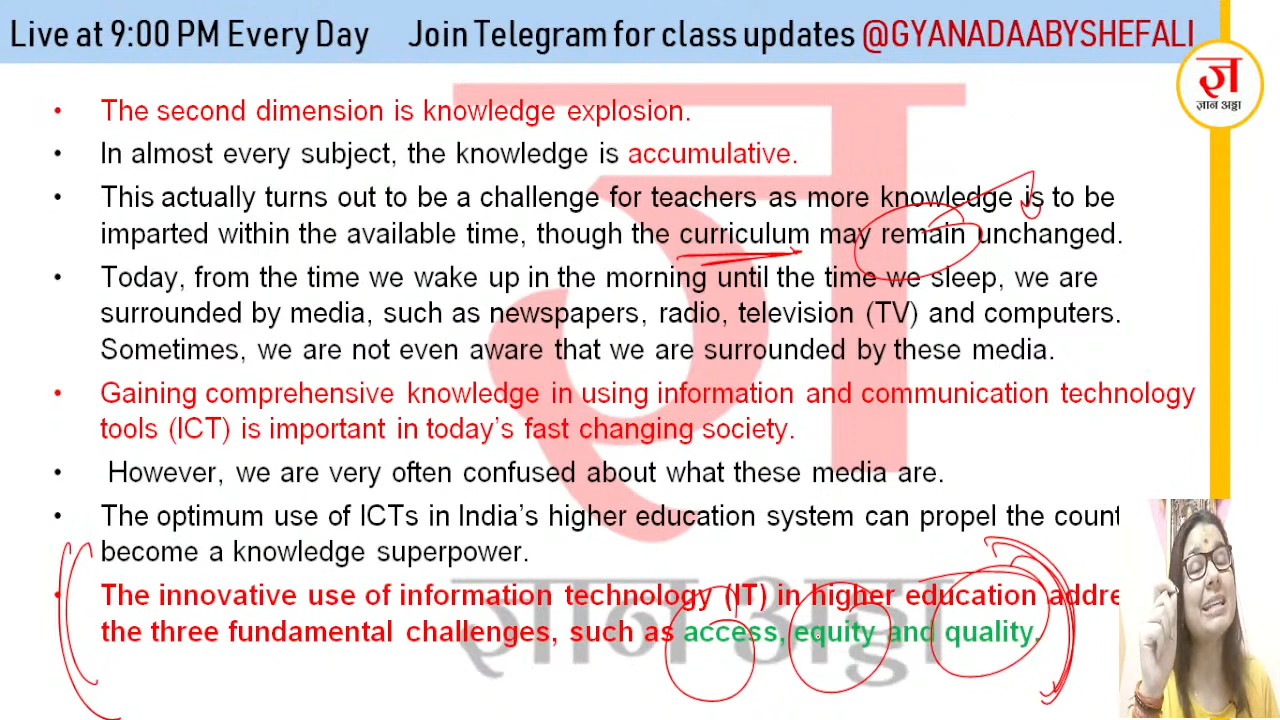 Live at 9:00 PM Every Day Join Telegram for class updates @GYANADAABYSHEFALI
ज्ञ
ज्ञान अड्डा
• The second dimension is knowledge explosion.
• In almost every subject, the knowledge is accumulative.
• This actually turns out to be a challenge for teachers as more knowledge is to be
imparted within the available time, though the curriculum may remain unchanged.
• Today, from the time we wake up in the morning until the time we sleep, we are
surrounded by media, such as newspapers, radio, television (TV) and computers.
Sometimes, we are not even aware that we are surrounded by these media.
• Gaining comprehensive knowledge in using information and communication technology
tools (ICT) is important in today's fast changing society.
• However, we are very often confused about what these media are.
• The optimum use of ICTs in India's higher education system can propel the count
become a knowledge superpower.
• The innovative use of information technology (IT) in higher education addre
the three fundamental challenges, such as access, equity and quality.
ज्ञ
ज्ञान अड्डा